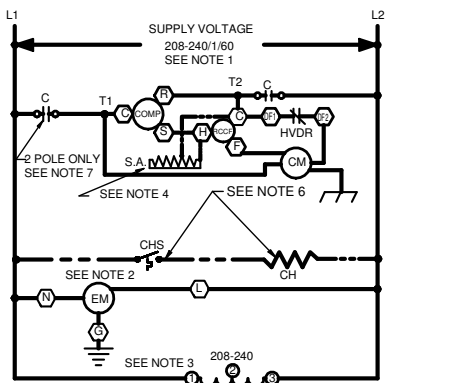 L1
L2
SUPPLY VOLTAGE
208-240/1/60
SEE NOTE 1
C
T1
C
COMP
R
S
T2
C
C
H
RCCF
F
DF1
HVDR
DF2
CM
2 POLE ONLY
SEE NOTE 7
S.A.
SEE NOTE 4
SEE NOTE 6
CHS
CH
SEE NOTE 2
N
EM
L
G
SEE NOTE 3
208-240
1
2
3